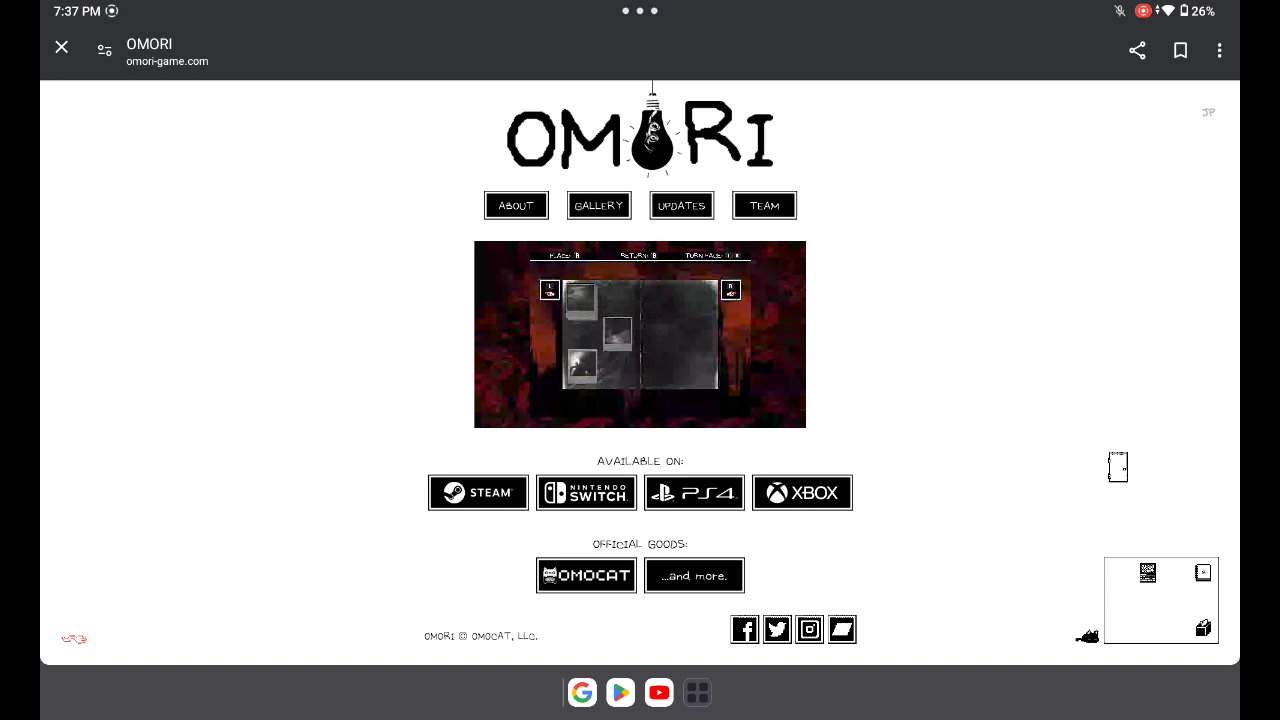 7:37 PM
26%
OMORI
omori-game.com
OMORI
JP
ABOUT
GALLERY
UPDATES
TEAM
AVAILABLE ON:
STEAM
NINTENDO
SWITCH
PS4
XBOX
OFFICIAL GOODS:
OMOCAT
...and more.
OMORI © OMOCAT, LLC.